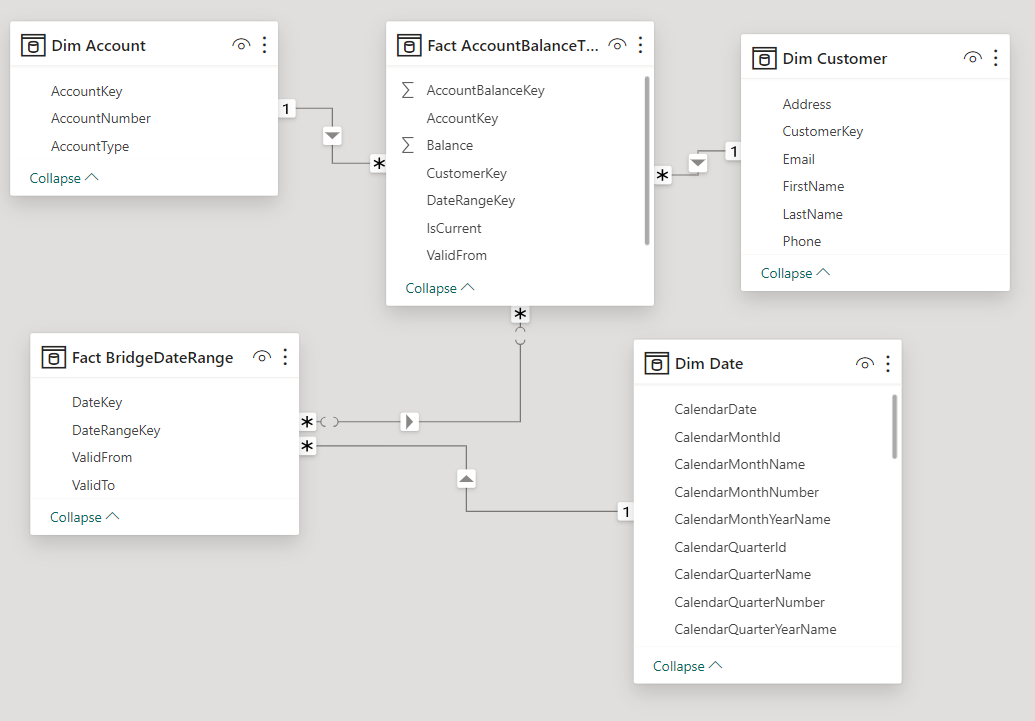 Dim Account
AccountKey
AccountNumber
AccountType
Collapse
1
*
Fact AccountBalanceT...
AccountBalanceKey
AccountKey
Balance
CustomerKey
DateRangeKey
IsCurrent
ValidFrom
Collapse
*
1
Dim Customer
Address
CustomerKey
Email
FirstName
LastName
Phone
Collapse
*
Fact BridgeDateRange
DateKey
DateRangeKey
ValidFrom
ValidTo
Collapse
*
*
1
Dim Date
CalendarDate
CalendarMonthId
CalendarMonthName
CalendarMonthNumber
CalendarMonthYearName
CalendarQuarterId
CalendarQuarterName
CalendarQuarterNumber
CalendarQuarterYearName
Collapse